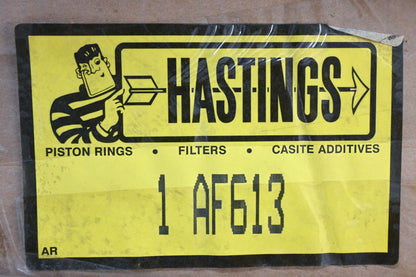 HASTINGS
PISTON RINGS • FILTERS • CASITE ADDITIVES
1 AF613
AR